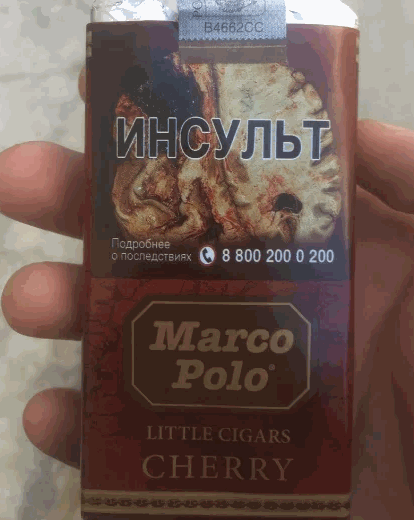 B4662CC
ИНСУЛЬТ
Подробнее
о последствиях 8 800 200 0 200
Marco
Polo®
LITTLE CIGARS
CHERRY